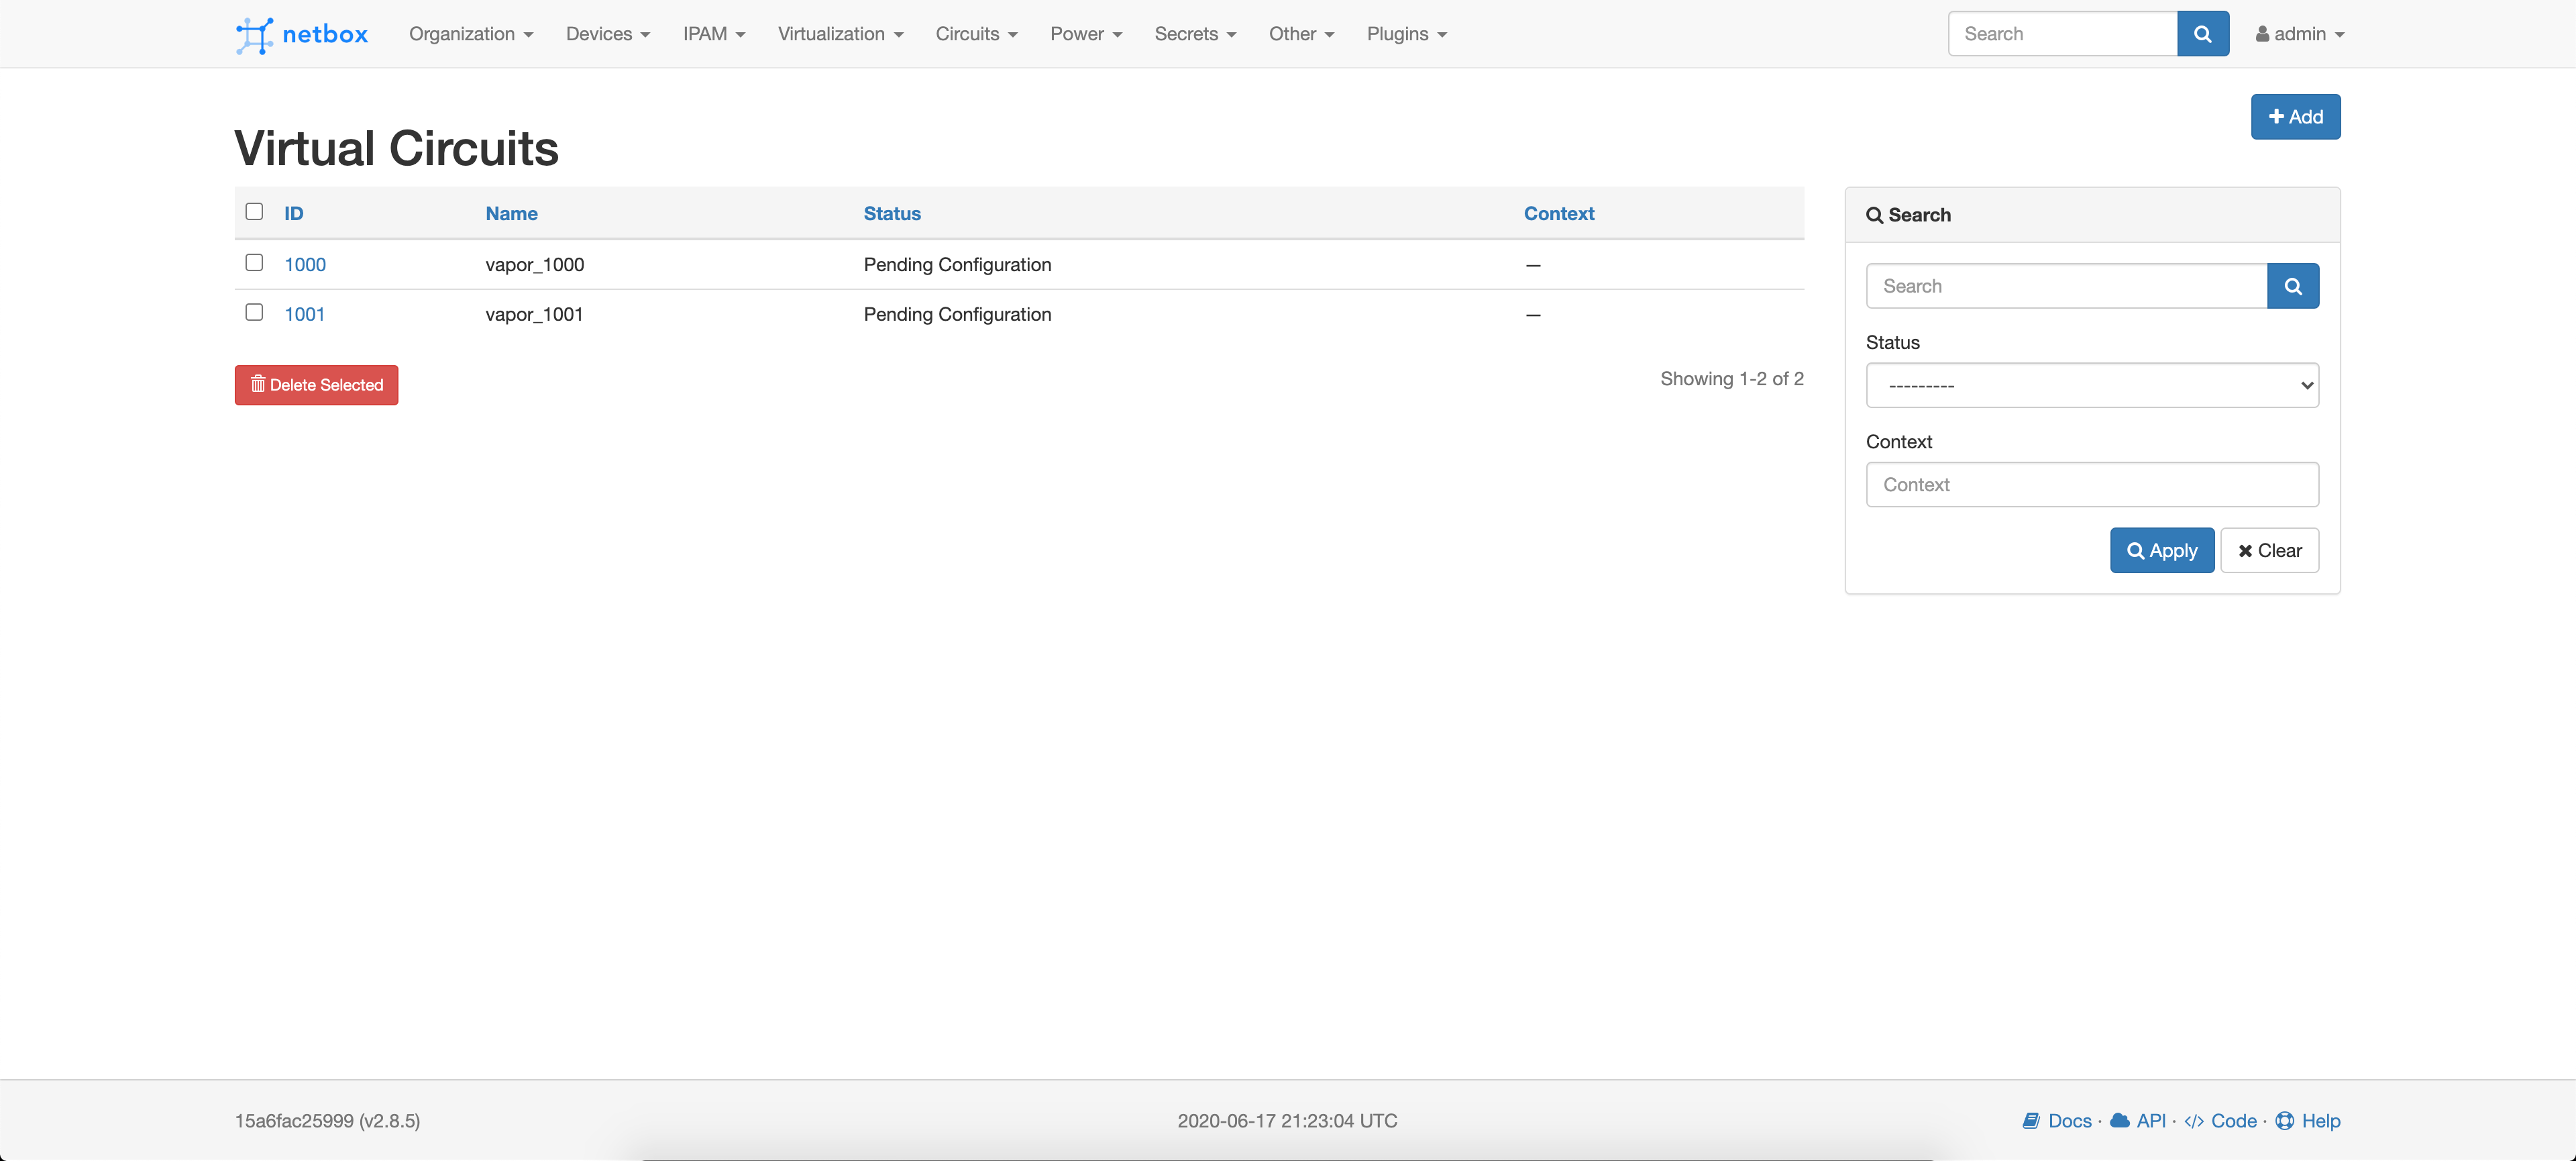 netbox Organization Devices IPAM Virtualization Circuits Power Secrets Other Plugins Search admin
Add
Virtual Circuits
ID Name Status Context
1000 vapor_1000 Pending Configuration —
1001 vapor_1001 Pending Configuration —
Delete Selected
Showing 1-2 of 2
Search
Search
Status
---------
Context
Context
Apply Clear
15a6fac25999 (v2.8.5) 2020-06-17 21:23:04 UTC Docs · API · Code · Help